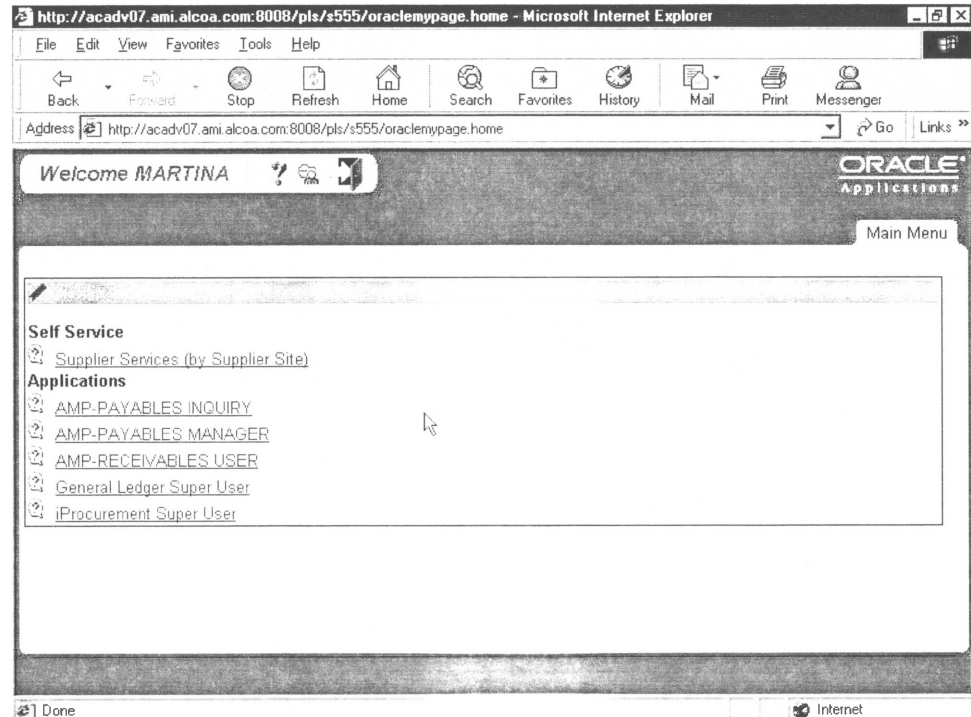 http://acadv07.ami.alcoa.com:8008/pls/s555/oraclemypage.home - Microsoft Internet Explorer
File Edit View Favorites Tools Help
Back Forward Stop Refresh Home Search Favorites History Mail Print Messenger
Address http://acadv07.ami.alcoa.com:8008/pls/s555/oraclemypage.home Go Links »
Welcome MARTINA
ORACLE
Applications
Main Menu
Self Service
Supplier Services (by Supplier Site)
Applications
AMP-PAYABLES INQUIRY
AMP-PAYABLES MANAGER
AMP-RECEIVABLES USER
General Ledger Super User
iProcurement Super User
Done
Internet